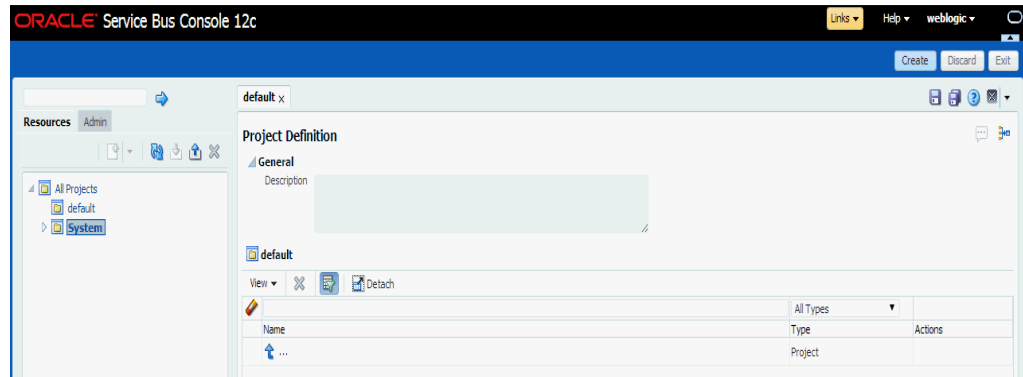 ORACLE Service Bus Console 12c
Links
Help
weblogic
Create
Discard
Exit
Resources
Admin
All Projects
default
System
default x
Project Definition
General
Description
default
View
Detach
All Types
Name
Type
Actions
...
Project